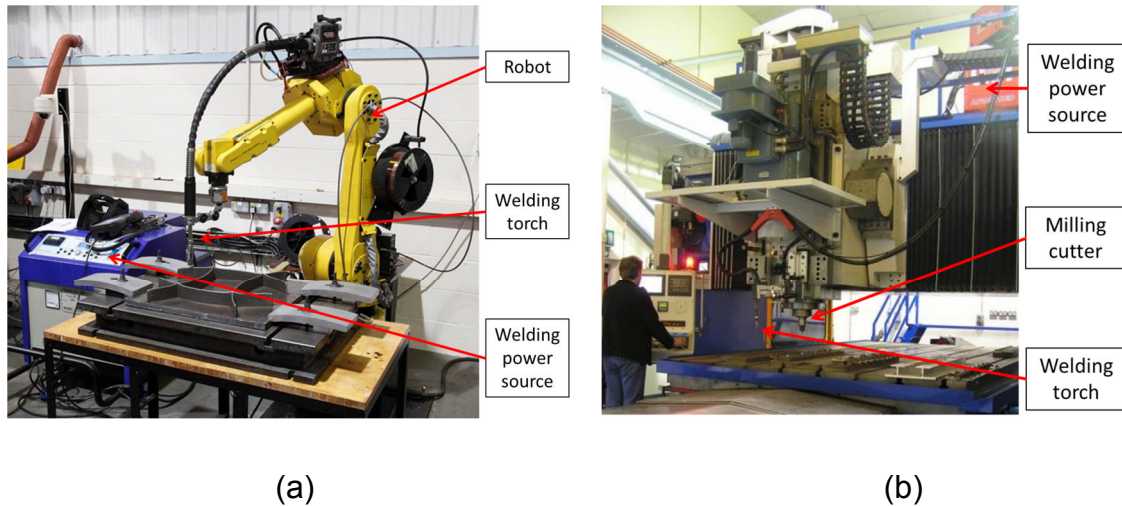 Robot
Welding
torch
Welding
power
source
(a)
Welding
power
source
Milling
cutter
Welding
torch
(b)